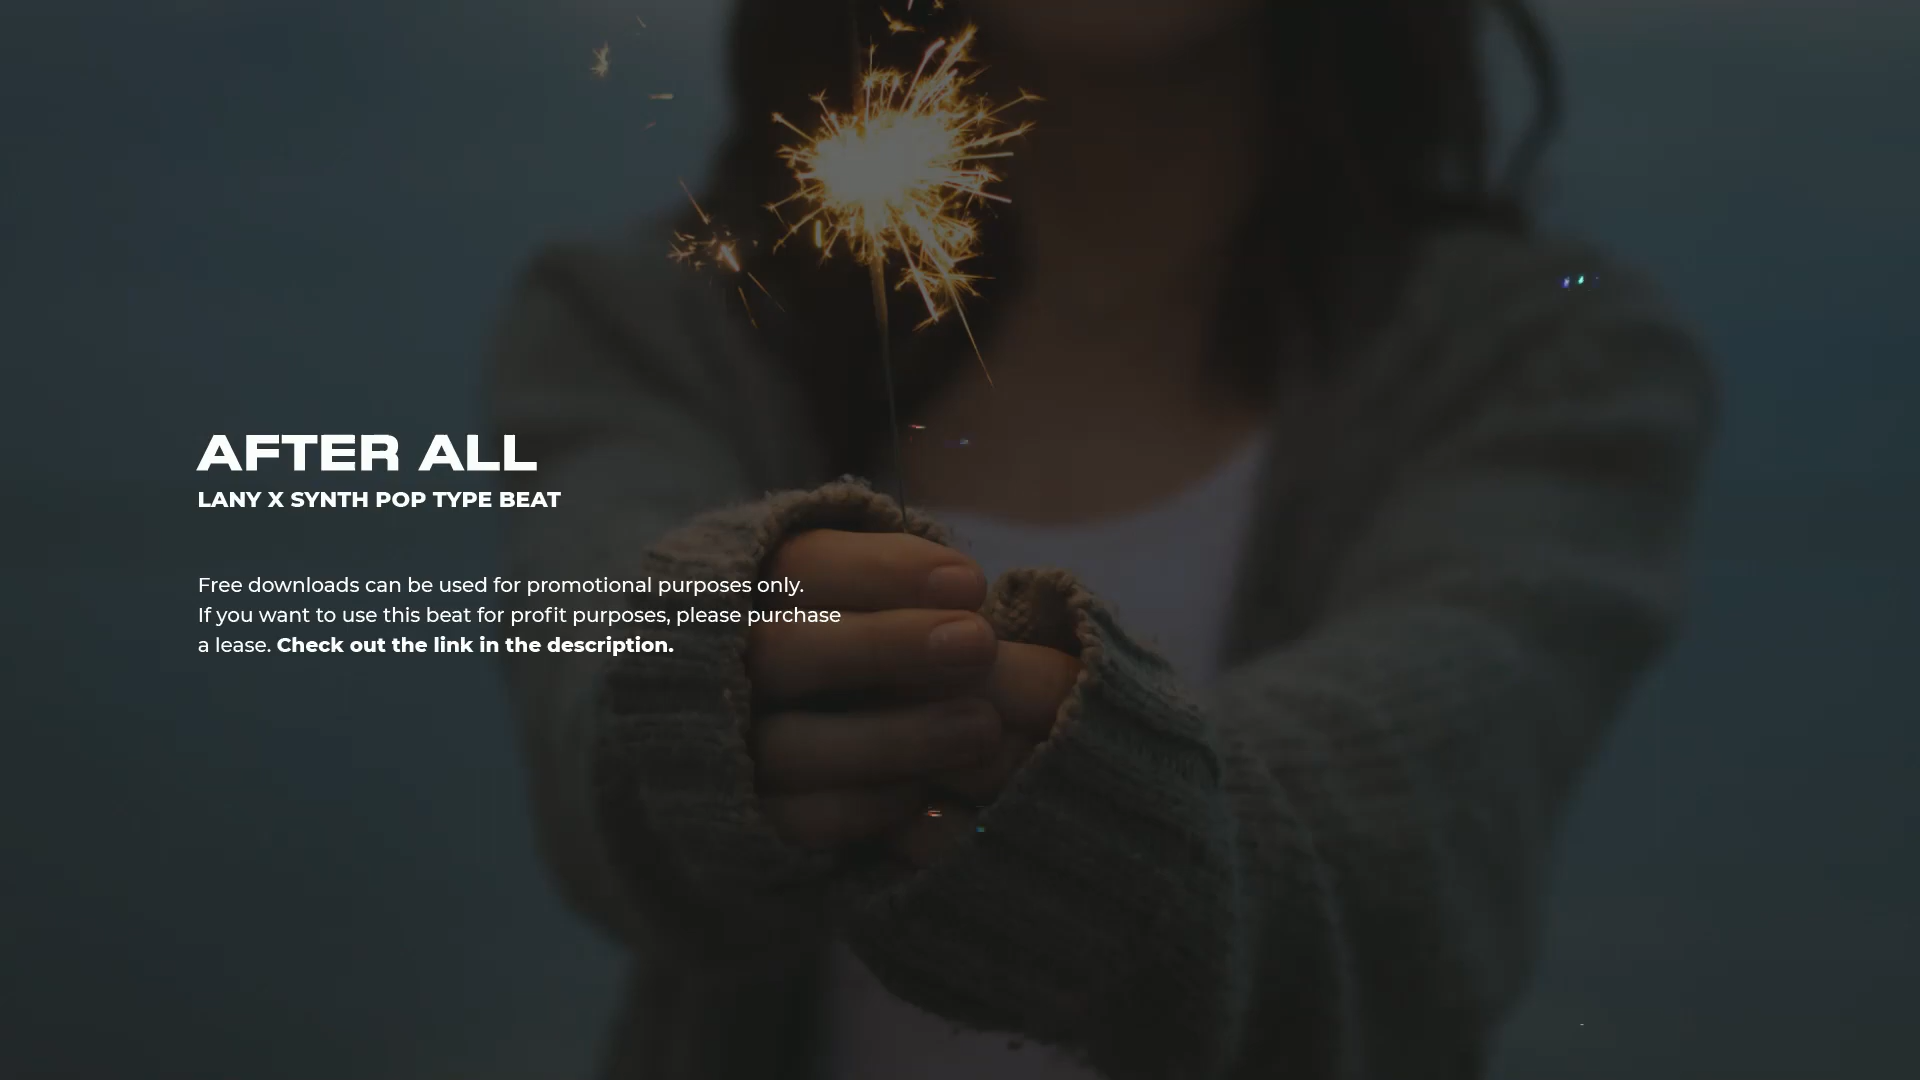 AFTER ALL
LANY X SYNTH POP TYPE BEAT
Free downloads can be used for promotional purposes only.
If you want to use this beat for profit purposes, please purchase
a lease. Check out the link in the description.